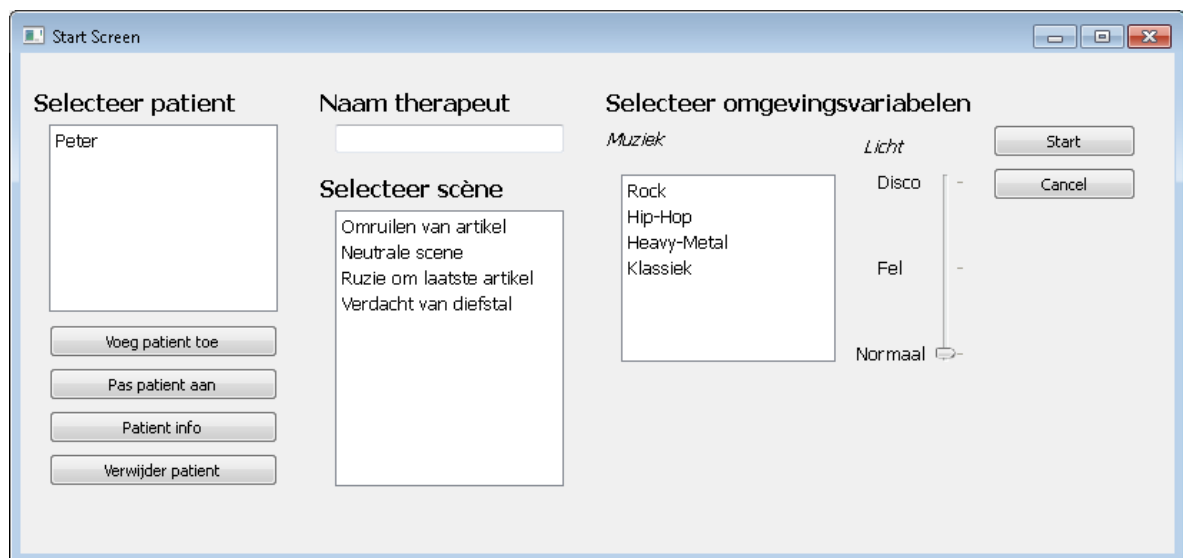 Start Screen
Selecteer patient
Peter
Voeg patient toe
Pas patient aan
Patient info
Verwijder patient
Naam therapeut
Selecteer scène
Omruilen van artikel
Neutrale scene
Ruzie om laatste artikel
Verdacht van diefstal
Selecteer omgevingsvariabelen
Muziek
Rock
Hip-Hop
Heavy-Metal
Klassiek
Licht
Disco
Fel
Normaal
Start
Cancel